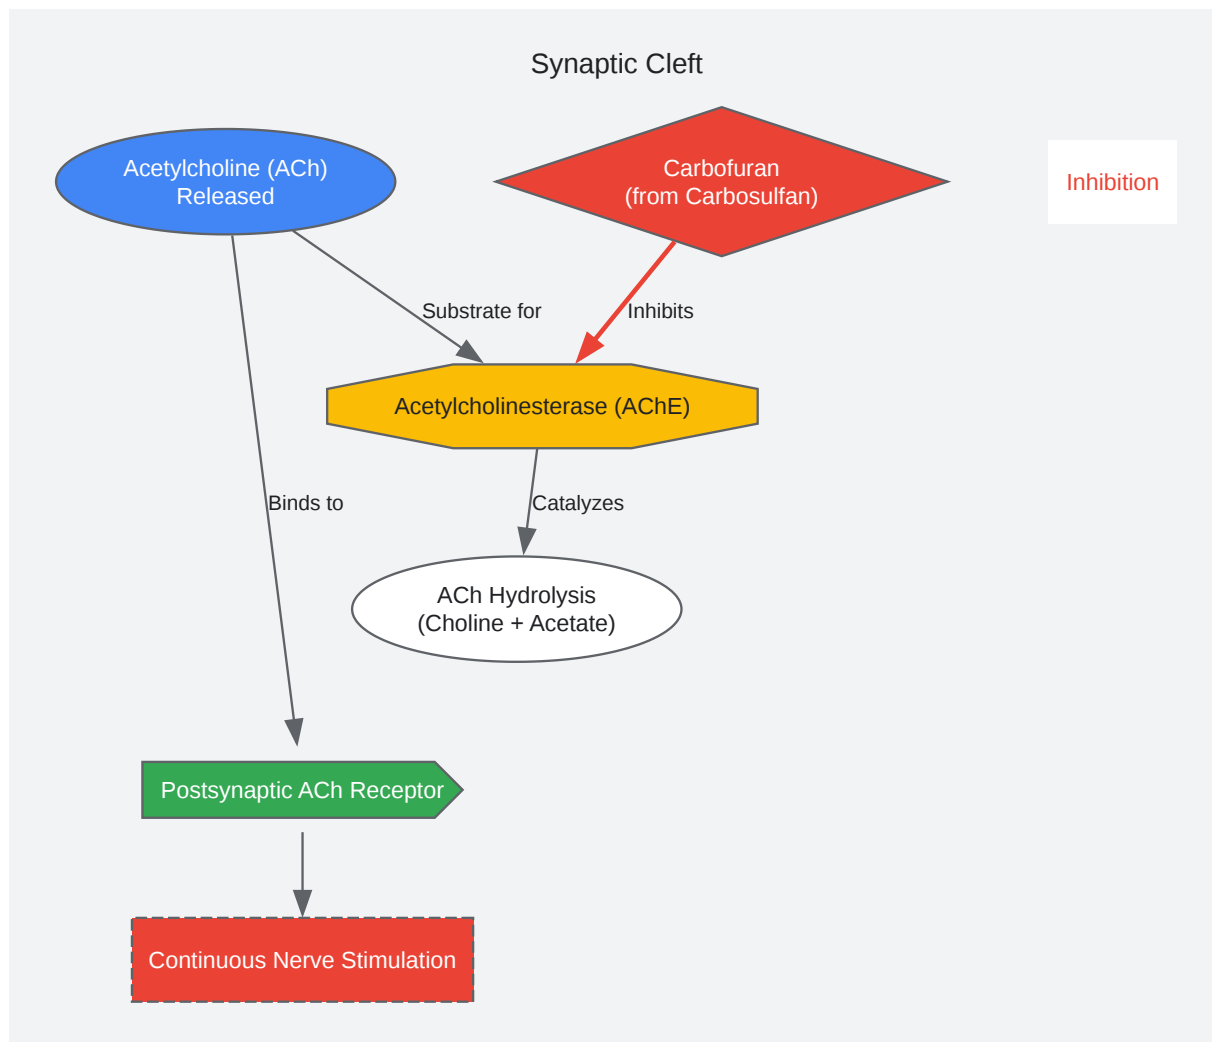 Synaptic Cleft
Acetylcholine (ACh)
Released
Carbofuran
(from Carbosulfan)
Inhibition
Substrate for
Inhibits
Acetylcholinesterase (AChE)
Binds to
Catalyzes
ACh Hydrolysis
(Choline + Acetate)
Postsynaptic ACh Receptor
Continuous Nerve Stimulation